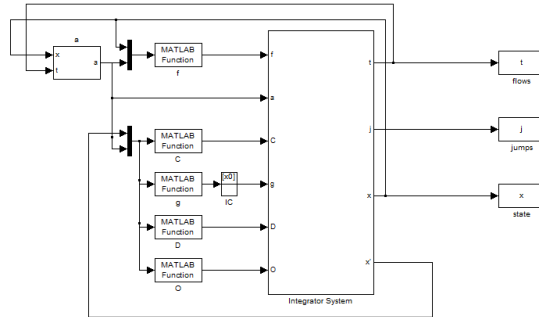 a
x
t
a
MATLAB
Function
f
MATLAB
Function
C
MATLAB
Function
g
[x0]
IC
MATLAB
Function
D
MATLAB
Function
O
f
a
C
g
D
O
t
j
x
x'
Integrator System
t
flows
j
jumps
x
state